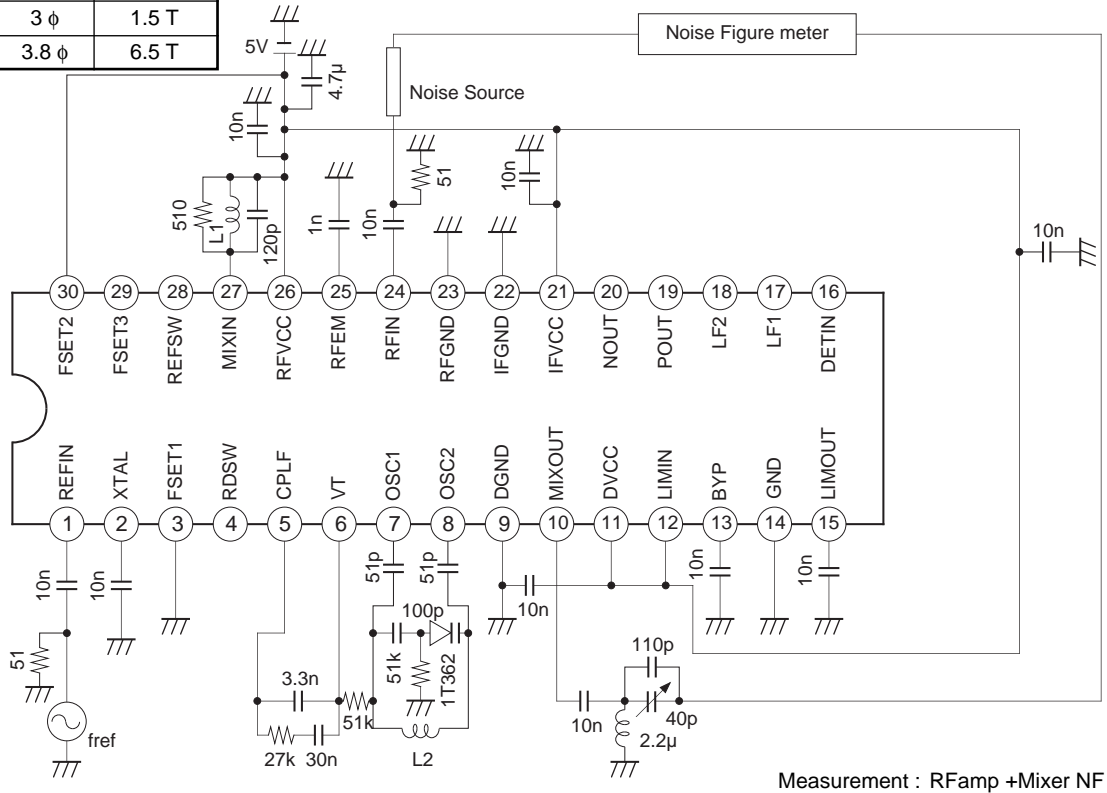 3 ϕ 1.5 T
3.8 ϕ 6.5 T
5V
4.7μ
Noise Figure meter
Noise Source
10n
51
10n
510
L1
120p
1n
10n
10n
30 29 28 27 26 25 24 23 22 21 20 19 18 17 16
FSET2 FSET3 REFSW MIXIN RFVCC RFEM RFIN RFGND IFGND IFVCC NOUT POUT LF2 LF1 DETIN
REFIN XTAL FSET1 RDSW CPLF VT OSC1 OSC2 DGND MIXOUT DVCC LIMIN BYP GND LIMOUT
1 2 3 4 5 6 7 8 9 10 11 12 13 14 15
10n
10n
51p
51p
10n
10n
10n
100p
51k
1T362
51
fref
3.3n
51k
27k 30n
L2
110p
10n
40p
2.2μ
Measurement : RFamp +Mixer NF